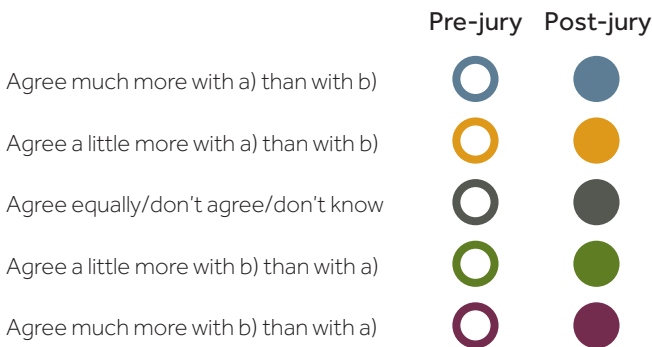 Pre-jury Post-jury
Agree much more with a) than with b)
Agree a little more with a) than with b)
Agree equally/don't agree/don't know
Agree a little more with b) than with a)
Agree much more with b) than with a)